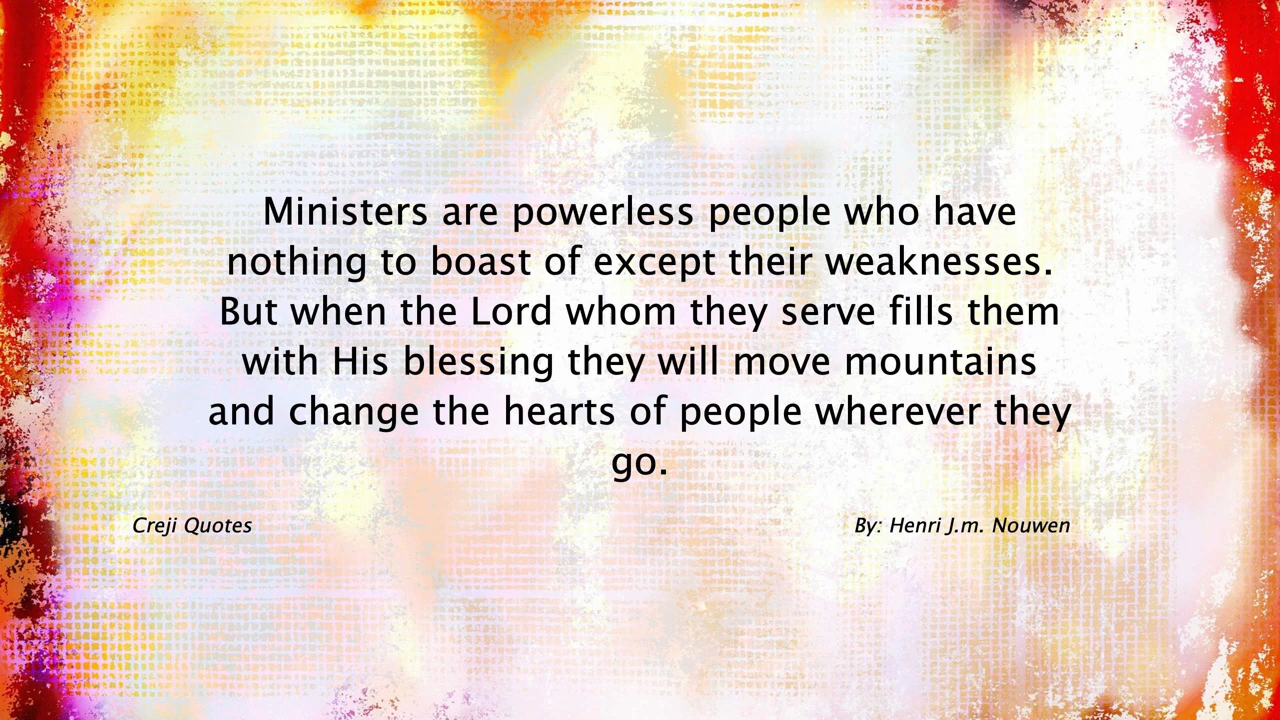 Ministers are powerless people who have
nothing to boast of except their weaknesses.
But when the Lord whom they serve fills them
with His blessing they will move mountains
and change the hearts of people wherever they
go.
Creji Quotes
By: Henri J.m. Nouwen